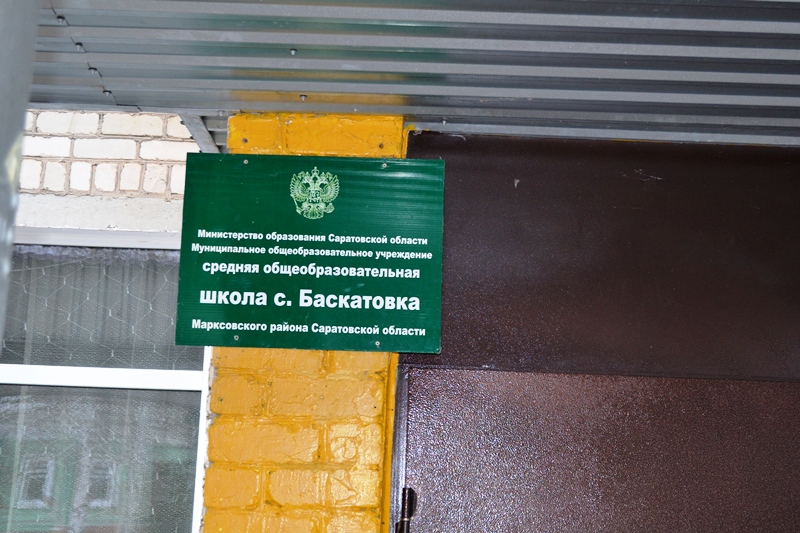 Министерство образования Саратовской области
Муниципальное общеобразовательное учреждение
средняя общеобразовательная
школа с. Баскатовка
Марксовского района Саратовской области